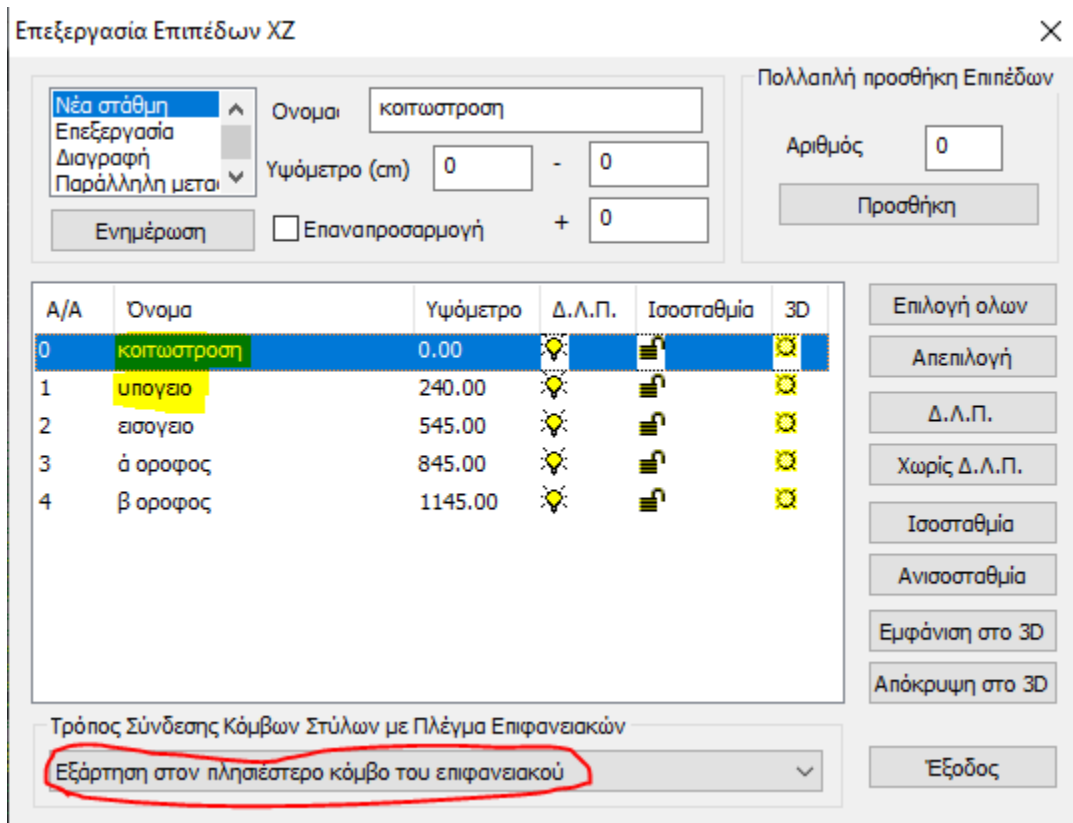 Επεξεργασία Επιπέδων XZ
Πολλαπλή προσθήκη Επιπέδων
Νέα στάθμη
Επεξεργασία
Διαγραφή
Παράλληλη μετα
Ονομα
κοιτωστροση
Υψόμετρο (cm) 0 - 0
Ενημέρωση
Επαναπροσαρμογή + 0
Αριθμός 0
Προσθήκη
Α/Α Όνομα Υψόμετρο Δ.Λ.Π. Ισοσταθμία 3D
0 κοιτωστροση 0.00
1 υπογειο 240.00
2 εισογειο 545.00
3 ά οροφος 845.00
4 β οροφος 1145.00
Επιλογή ολων
Απεπιλογή
Δ.Λ.Π.
Χωρίς Δ.Λ.Π.
Ισοσταθμία
Ανισοσταθμία
Εμφάνιση στο 3D
Απόκρυψη στο 3D
Τρόπος Σύνδεσης Κόμβων Στύλων με Πλέγμα Επιφανειακών
Εξάρτηση στον πλησιέστερο κόμβο του επιφανειακού
Έξοδος